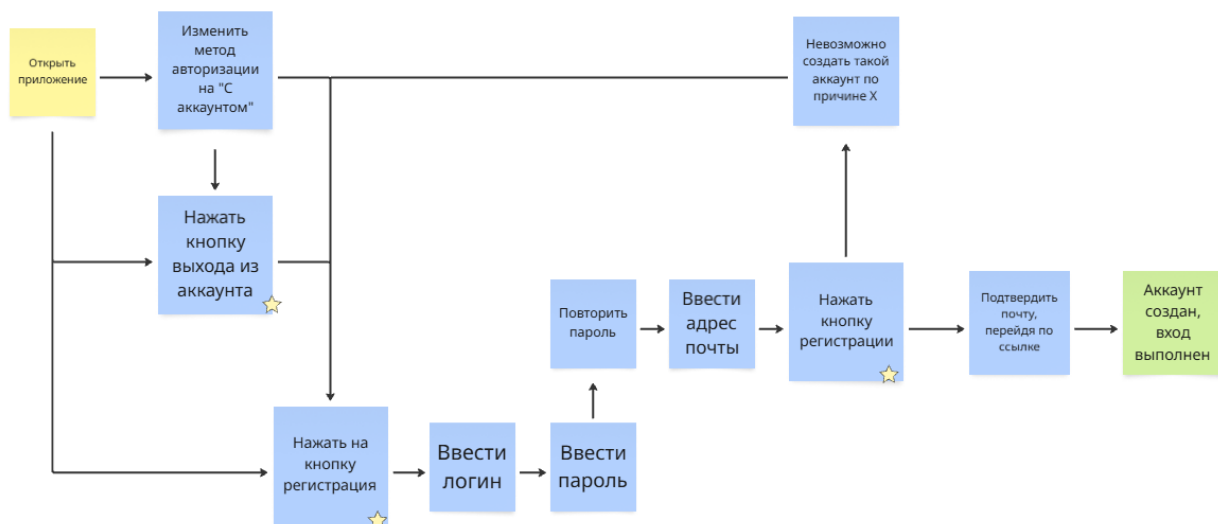 Открыть
приложение
Изменить
метод
авторизации
на "С
аккаунтом"
Невозможно
создать такой
аккаунт по
причине X
Нажать
кнопку
выхода из
аккаунта
Нажать на
кнопку
регистрация
Ввести
логин
Ввести
пароль
Повторить
пароль
Ввести
адрес
почты
Нажать
кнопку
регистрации
Подтвердить
почту,
перейдя по
ссылке
Аккаунт
создан,
вход
выполнен